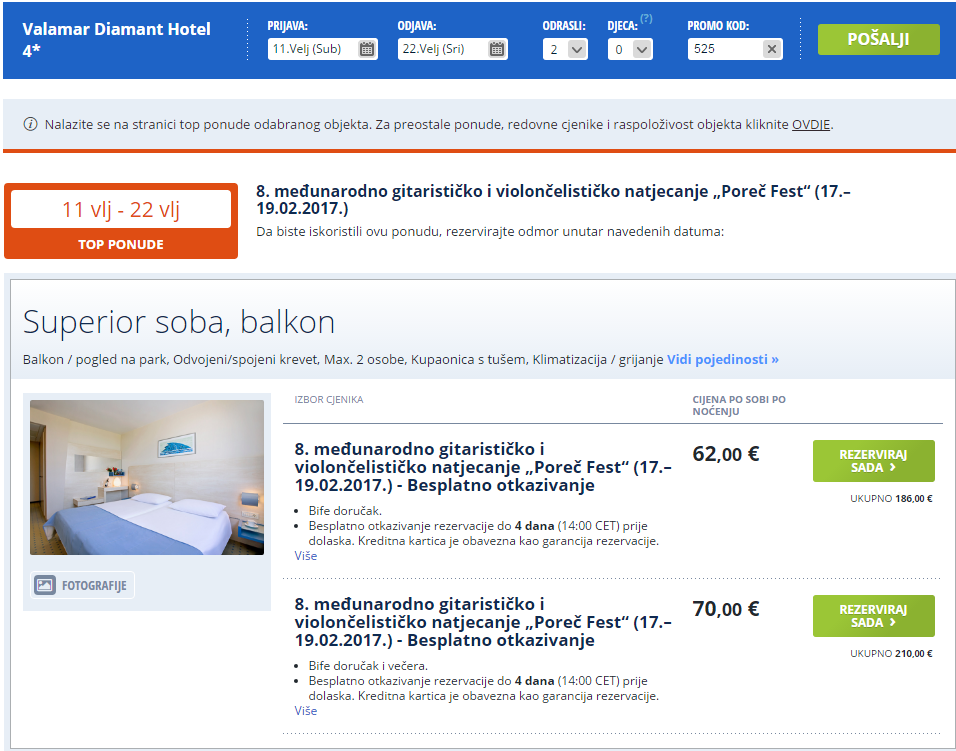 Valamar Diamant Hotel
4*
PRIJAVA:
11.Velj (Sub)
ODJAVA:
22.Velj (Sri)
ODRASLI:
2
DJECA: (?)
0
PROMO KOD:
525
POŠALJI
Nalazite se na stranici top ponude odabranog objekta. Za preostale ponude, redovne cjenike i raspoloživost objekta kliknite OVDJE.
11 vlj - 22 vlj
TOP PONUDE
8. međunarodno gitarističko i violončelističko natjecanje „Poreč Fest“ (17.–
19.02.2017.)
Da biste iskoristili ovu ponudu, rezervirajte odmor unutar navedenih datuma:
Superior soba, balkon
Balkon / pogled na park, Odvojeni/spojeni krevet, Max. 2 osobe, Kupaonica s tušem, Klimatizacija / grijanje Vidi pojedinosti »
FOTOGRAFIJE
IZBOR CJENIKA
CIJENA PO SOBI PO
NOĆENJU
8. međunarodno gitarističko i
violončelističko natjecanje „Poreč Fest“ (17.–
19.02.2017.) - Besplatno otkazivanje
62,00 €
REZERVIRAJ
SADA ›
UKUPNO 186,00 €
• Bife doručak.
• Besplatno otkazivanje rezervacije do 4 dana (14:00 CET) prije
dolaska. Kreditna kartica je obavezna kao garancija rezervacije.
Više
8. međunarodno gitarističko i
violončelističko natjecanje „Poreč Fest“ (17.–
19.02.2017.) - Besplatno otkazivanje
70,00 €
REZERVIRAJ
SADA ›
UKUPNO 210,00 €
• Bife doručak i večera.
• Besplatno otkazivanje rezervacije do 4 dana (14:00 CET) prije
dolaska. Kreditna kartica je obavezna kao garancija rezervacije.
Više